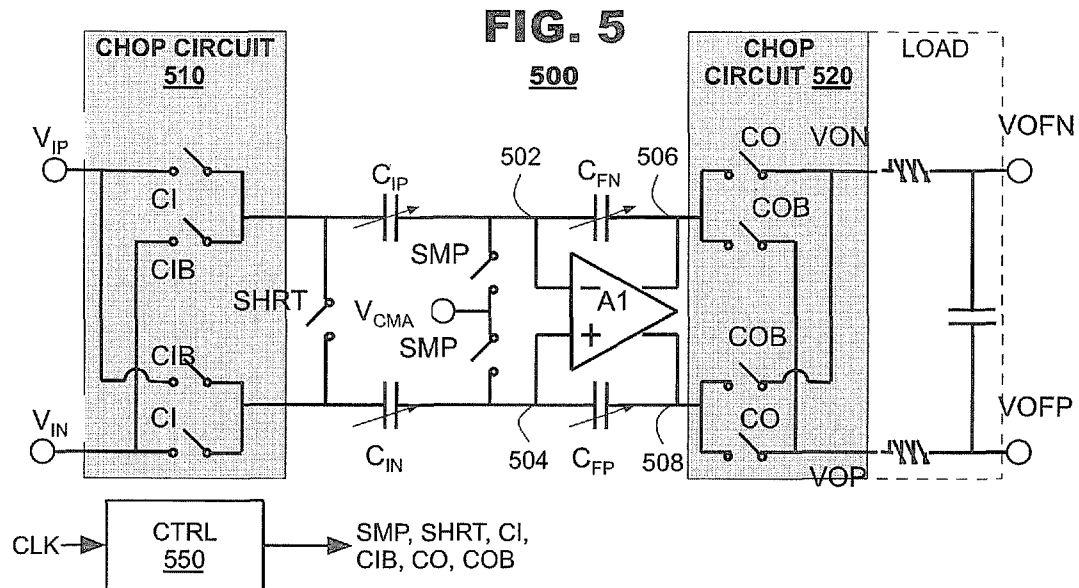 FIG. 5
500
CHOP CIRCUIT
510
CHOP
CIRCUIT 520
LOAD
V_IP
CI
CIB
CIB
CI
V_IN
SHRT
C_IP
C_IN
SMP
V_CMA
SMP
502
504
C_FN
C_FP
506
508
A1
CO
COB
COB
CO
VON
VOP
VOFN
VOFP
CLK
CTRL
550
SMP, SHRT, CI,
CIB, CO, COB